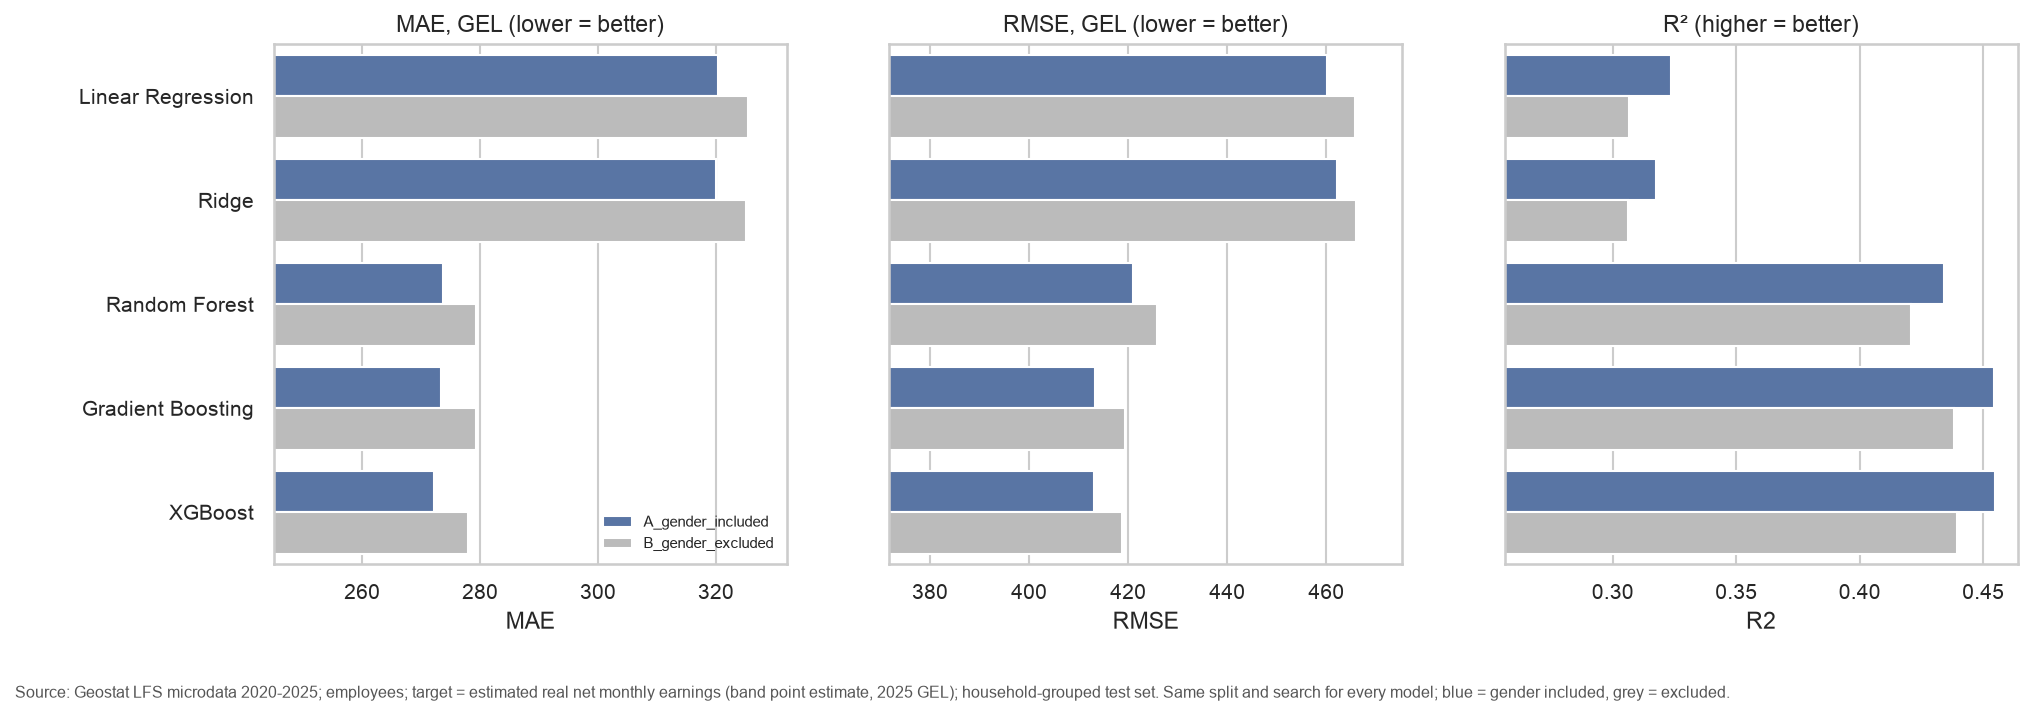 MAE, GEL (lower = better)
RMSE, GEL (lower = better)
R² (higher = better)
Linear Regression
Ridge
Random Forest
Gradient Boosting
XGBoost
A_gender_included
B_gender_excluded
260 280 300 320
380 400 420 440 460
0.30 0.35 0.40 0.45
MAE
RMSE
R2
Source: Geostat LFS microdata 2020-2025; employees; target = estimated real net monthly earnings (band point estimate, 2025 GEL); household-grouped test set. Same split and search for every model; blue = gender included, grey = excluded.